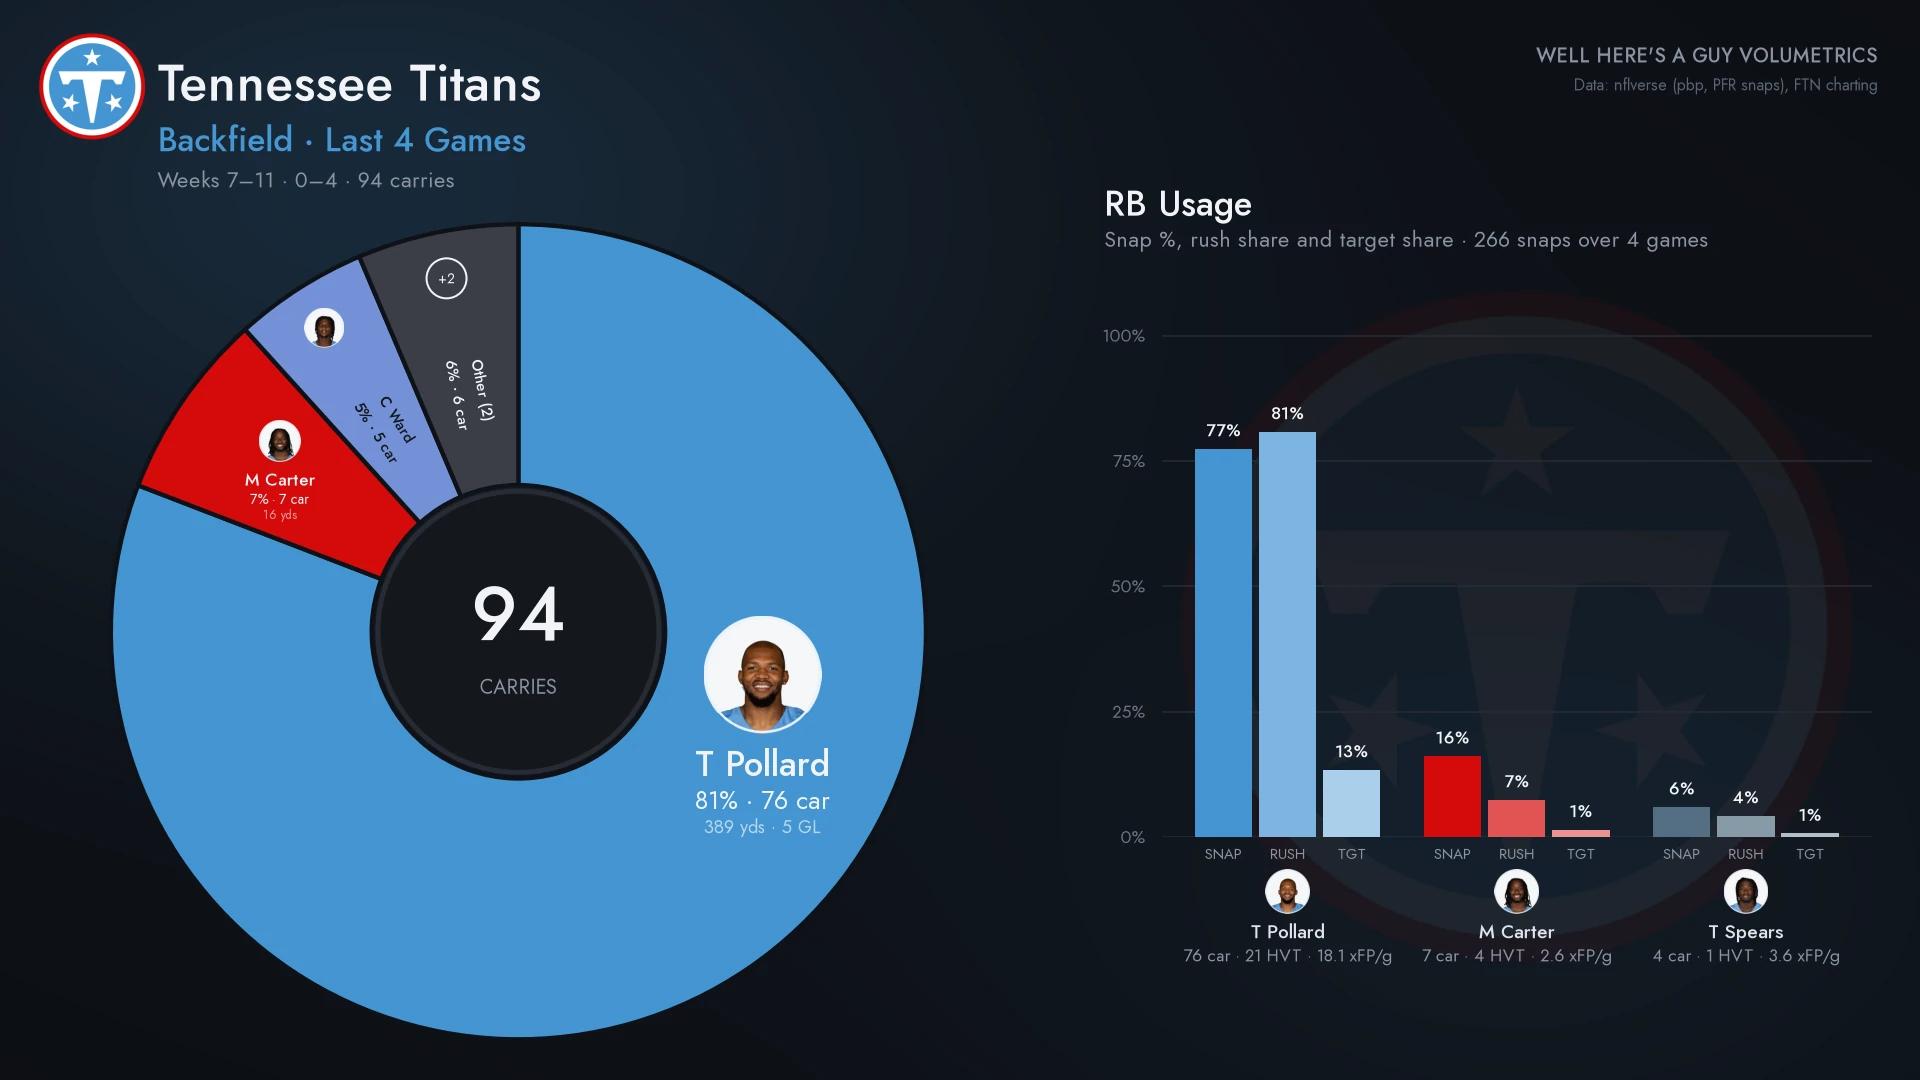 Tennessee Titans
Backfield · Last 4 Games
Weeks 7–11 · 0–4 · 94 carries
WELL HERE'S A GUY VOLUMETRICS
Data: nflverse (pbp, PFR snaps), FTN charting
+2
Other (2)
6% · 6 car
C Ward
5% · 5 car
M Carter
7% · 7 car
16 yds
94
CARRIES
T Pollard
81% · 76 car
389 yds · 5 GL
RB Usage
Snap %, rush share and target share · 266 snaps over 4 games
100%
75%
50%
25%
0%
77%
81%
13%
16%
7%
1%
6%
4%
1%
SNAP RUSH TGT SNAP RUSH TGT SNAP RUSH TGT
T Pollard
76 car · 21 HVT · 18.1 xFP/g
M Carter
7 car · 4 HVT · 2.6 xFP/g
T Spears
4 car · 1 HVT · 3.6 xFP/g